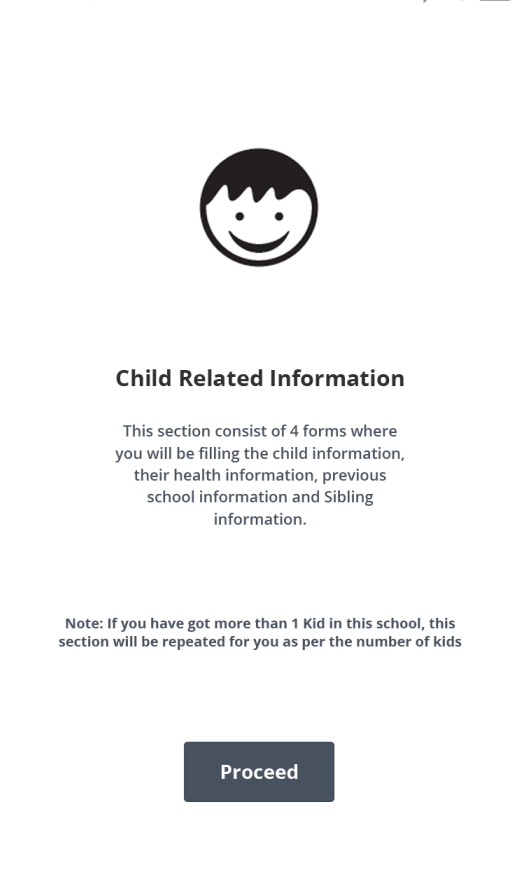 Child Related Information
This section consist of 4 forms where
you will be filling the child information,
their health information, previous
school information and Sibling
information.
Note: If you have got more than 1 Kid in this school, this
section will be repeated for you as per the number of kids
Proceed